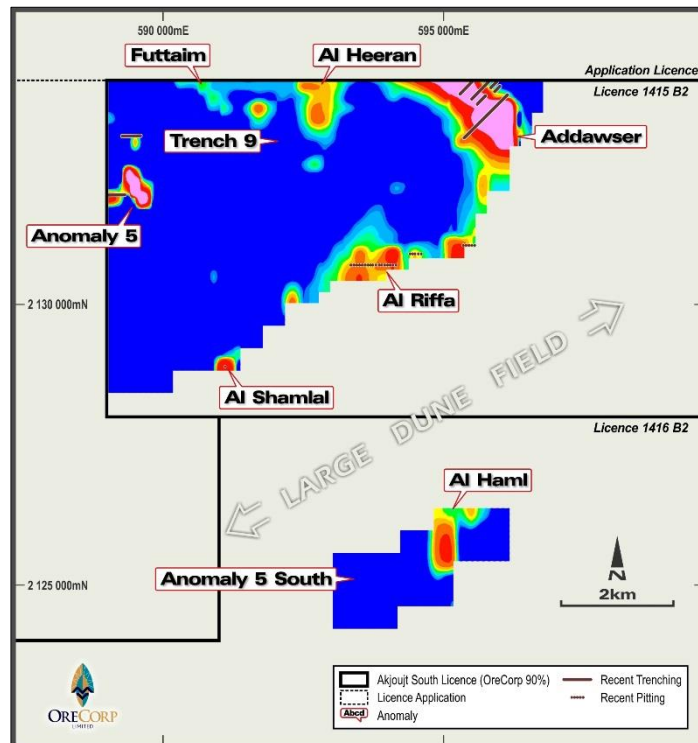 590 000mE
595 000mE
Futtaim
Al Heeran
Application Licence
Licence 1415 B2
Trench 9
Addawser
Anomaly 5
Al Riffa
2 130 000mN
Al Shamlal
LARGE DUNE FIELD
Licence 1416 B2
Al Haml
Anomaly 5 South
2 125 000mN
N
2km
Akjoujt South Licence (OreCorp 90%)
Recent Trenching
Licence Application
Recent Pitting
Abcd Anomaly
ORECORP
LIMITED